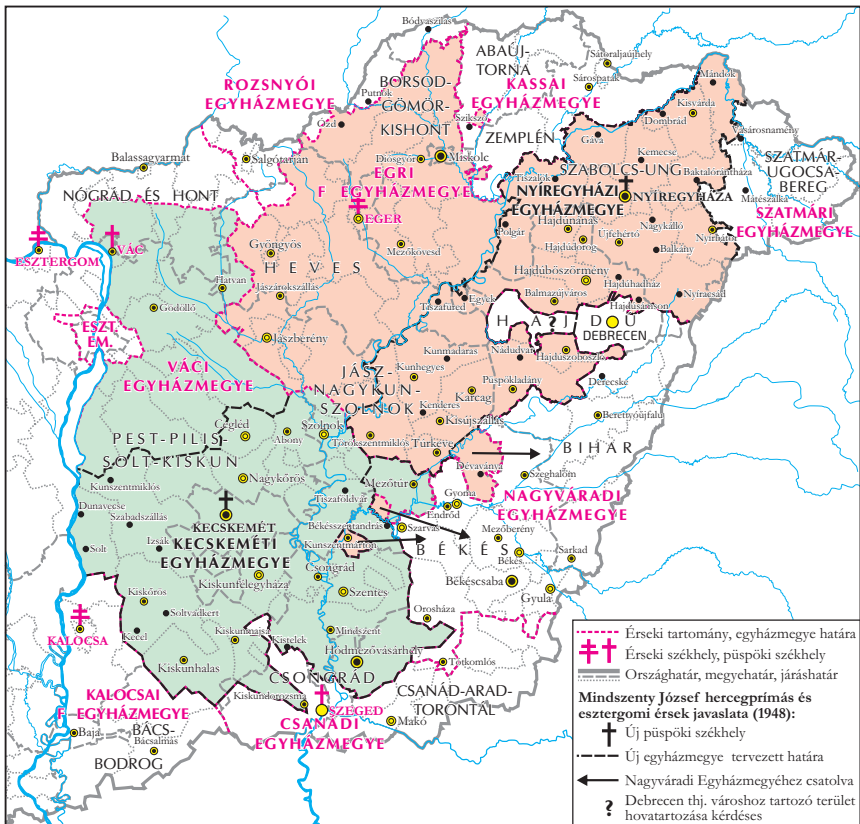 Bódvaszilas
ABAÚJ-
TORNA
Sátoraljaújhely
ROZSNYÓI
EGYHÁZMEGYE
BORSOD-
GÖMÖR-
KISHONT
Putnok
KASSAI
EGYHÁZMEGYE
Sárospatak
Mándok
Kisvárda
Ózd
Szikszó
ZEMPLÉN
Dombrád
Gáva
Vásárosnamény
Balassagyarmat
Salgótarján
Diósgyőr
Miskolc
Kemecse
SZABOLCS-UNG
Baktalórántháza
SZATMÁR-
UGOCSA-
BEREG
NÓGRÁD ÉS HONT
EGRI
F EGYHÁZMEGYE
Tiszalök
NYÍREGYHÁZI
EGYHÁZMEGYE
NYÍREGYHÁZA
Mátészalka
SZATMÁRI
EGYHÁZMEGYE
EGER
Polgár
Hajdúnánás
Nagykálló
Nyírbátor
ESZTERGOM
VÁC
Gyöngyös
Mezőkövesd
Hajdúdorog
Újfehértó
Balkány
HEVES
Hatvan
Jászárokszállás
Hajdúböszörmény
Hajdúhadház
Gödöllő
Tiszafüred
Egyek
Balmazújváros
Nyíracsád
Hajdúsámson
ESZT.
EM.
HAJDÚ
?
DEBRECEN
Jászberény
VÁCI
EGYHÁZMEGYE
Kunmadaras
Nádudvar
Hajdúszoboszló
JÁSZ-
NAGYKUN-
SZOLNOK
Kunhegyes
Püspökladány
Derecske
Karcag
Kenderes
Kisújszállás
Berettyóújfalu
Cegléd
Szolnok
Abony
Törökszentmiklós
Túrkeve
BIHAR
PEST-PILIS-
SOLT-KISKUN
Dévaványa
Szeghalom
Nagykőrös
Mezőtúr
Kunszentmiklós
Tiszaföldvár
Gyoma
Endrőd
NAGYVÁRADI
EGYHÁZMEGYE
Dunavecse
Szabadszállás
KECSKEMÉT
KECSKEMÉTI
EGYHÁZMEGYE
Békésszentandrás
Szarvas
Mezőberény
Kunszentmárton
BÉKÉS
Békés
Sarkad
Solt
Izsák
Csongrád
Békéscsaba
Kiskunfélegyháza
Szentes
Gyula
Kiskőrös
Orosháza
Soltvadkert
KALOCSA
Kecel
Kiskunmajsa
Mindszent
Kistelek
Hódmezővásárhely
Tótkomlós
Kiskunhalas
CSONGRÁD
CSANÁD-ARAD-
TORONTÁL
Kiskundorozsma
SZEGED
KALOCSAI
F EGYHÁZMEGYE
Makó
CSANÁDI
EGYHÁZMEGYE
Baja
BÁCS-
BODROG
Bácsalmás
Érseki tartomány, egyházmegye határa
Érseki székhely, püspöki székhely
Országhatár, megyehatár, járáshatár
Mindszenty József hercegprímás és
esztergomi érsek javaslata (1948):
Új püspöki székhely
Új egyházmegye tervezett határa
Nagyváradi Egyházmegyéhez csatolva
? Debrecen thj. városhoz tartozó terület
hovatartozása kérdéses